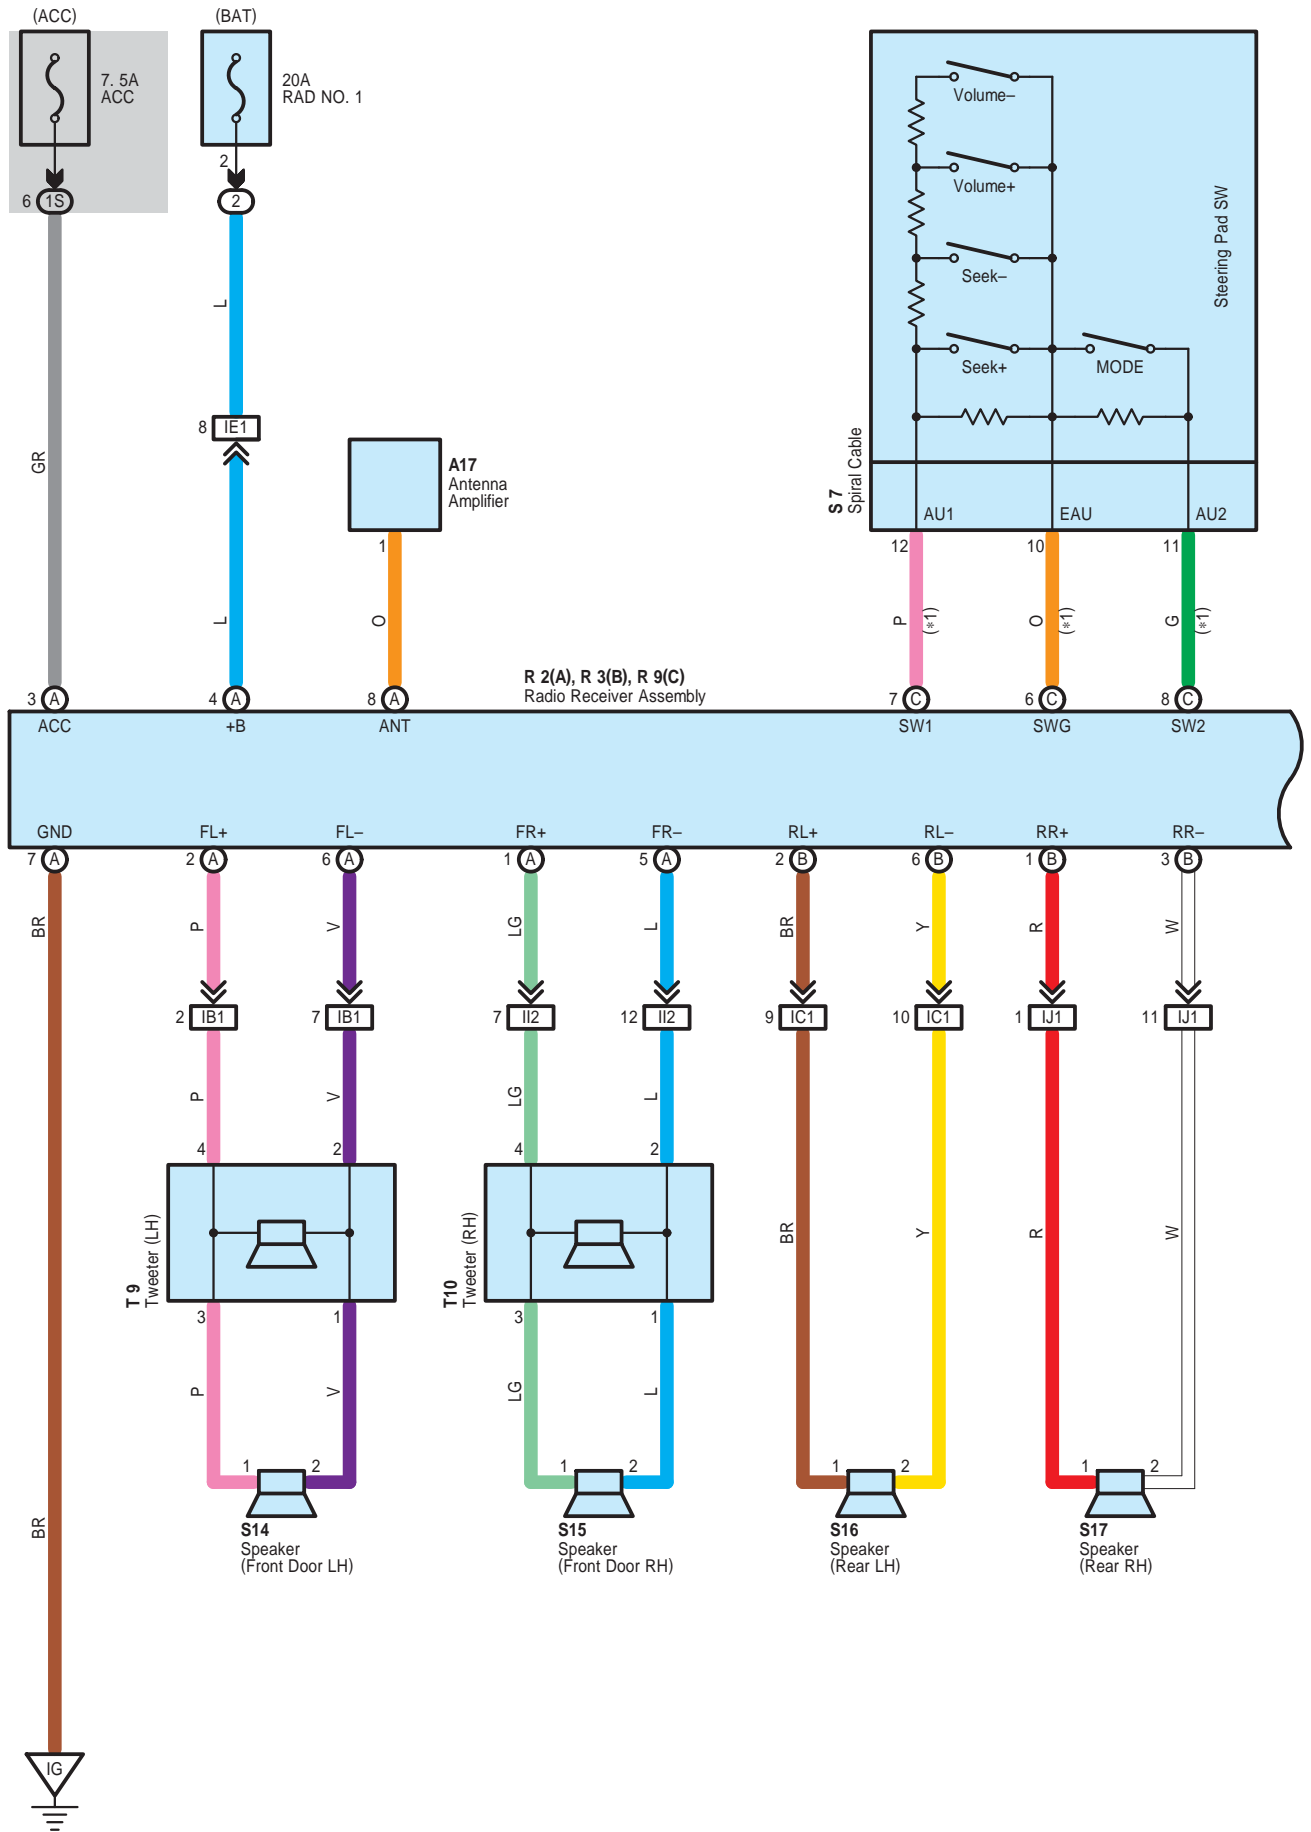 (ACC)
(BAT)
7. 5A
ACC
20A
RAD NO. 1
2
6 1S
2
GR
L
8 IE1
L
A17
Antenna
Amplifier
1
O
Volume–
Volume+
Seek–
Seek+
MODE
Steering Pad SW
S 7
Spiral Cable
AU1
EAU
AU2
12
10
11
P
(*1)
O
(*1)
G
(*1)
R 2(A), R 3(B), R 9(C)
Radio Receiver Assembly
3 A
4 A
8 A
7 C
6 C
8 C
ACC
+B
ANT
SW1
SWG
SW2
GND
FL+
FL–
FR+
FR–
RL+
RL–
RR+
RR–
7 A
2 A
6 A
1 A
5 A
2 B
6 B
1 B
3 B
BR
P
V
LG
L
BR
Y
R
W
2 IB1
7 IB1
7 II2
12 II2
9 IC1
10 IC1
1 IJ1
11 IJ1
P
V
LG
L
4
2
4
2
T 9
Tweeter (LH)
T10
Tweeter (RH)
BR
Y
R
W
3
1
3
1
P
V
LG
L
1
2
1
2
1
2
1
2
S14
Speaker
(Front Door LH)
S15
Speaker
(Front Door RH)
S16
Speaker
(Rear LH)
S17
Speaker
(Rear RH)
BR
IG